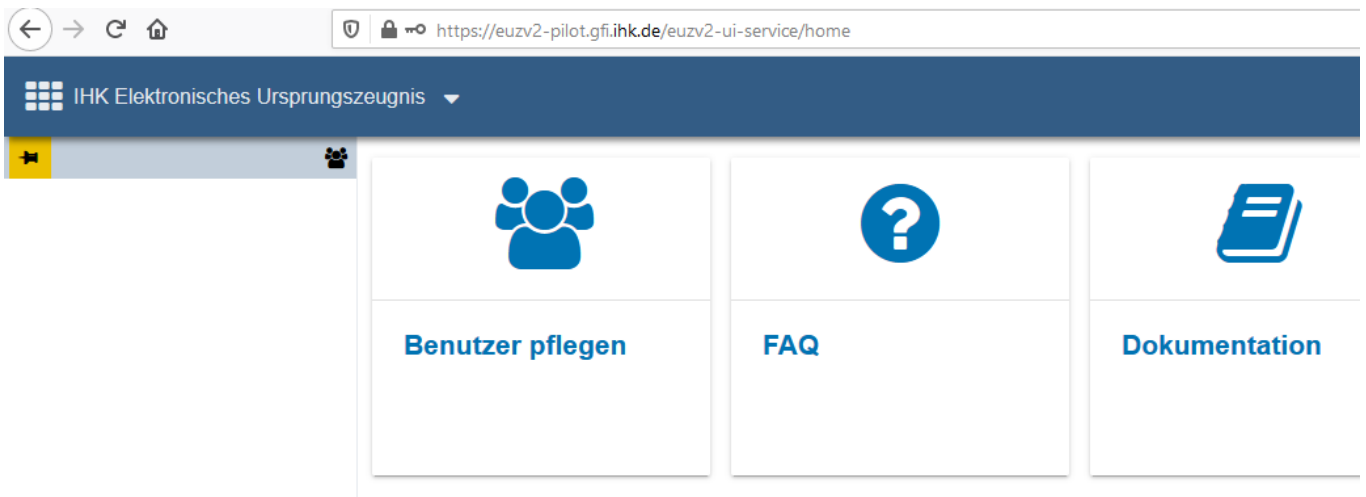 https://euzv2-pilot.gfi.ihk.de/euzv2-ui-service/home
IHK Elektronisches Ursprungszeugnis
Benutzer pflegen
FAQ
Dokumentation